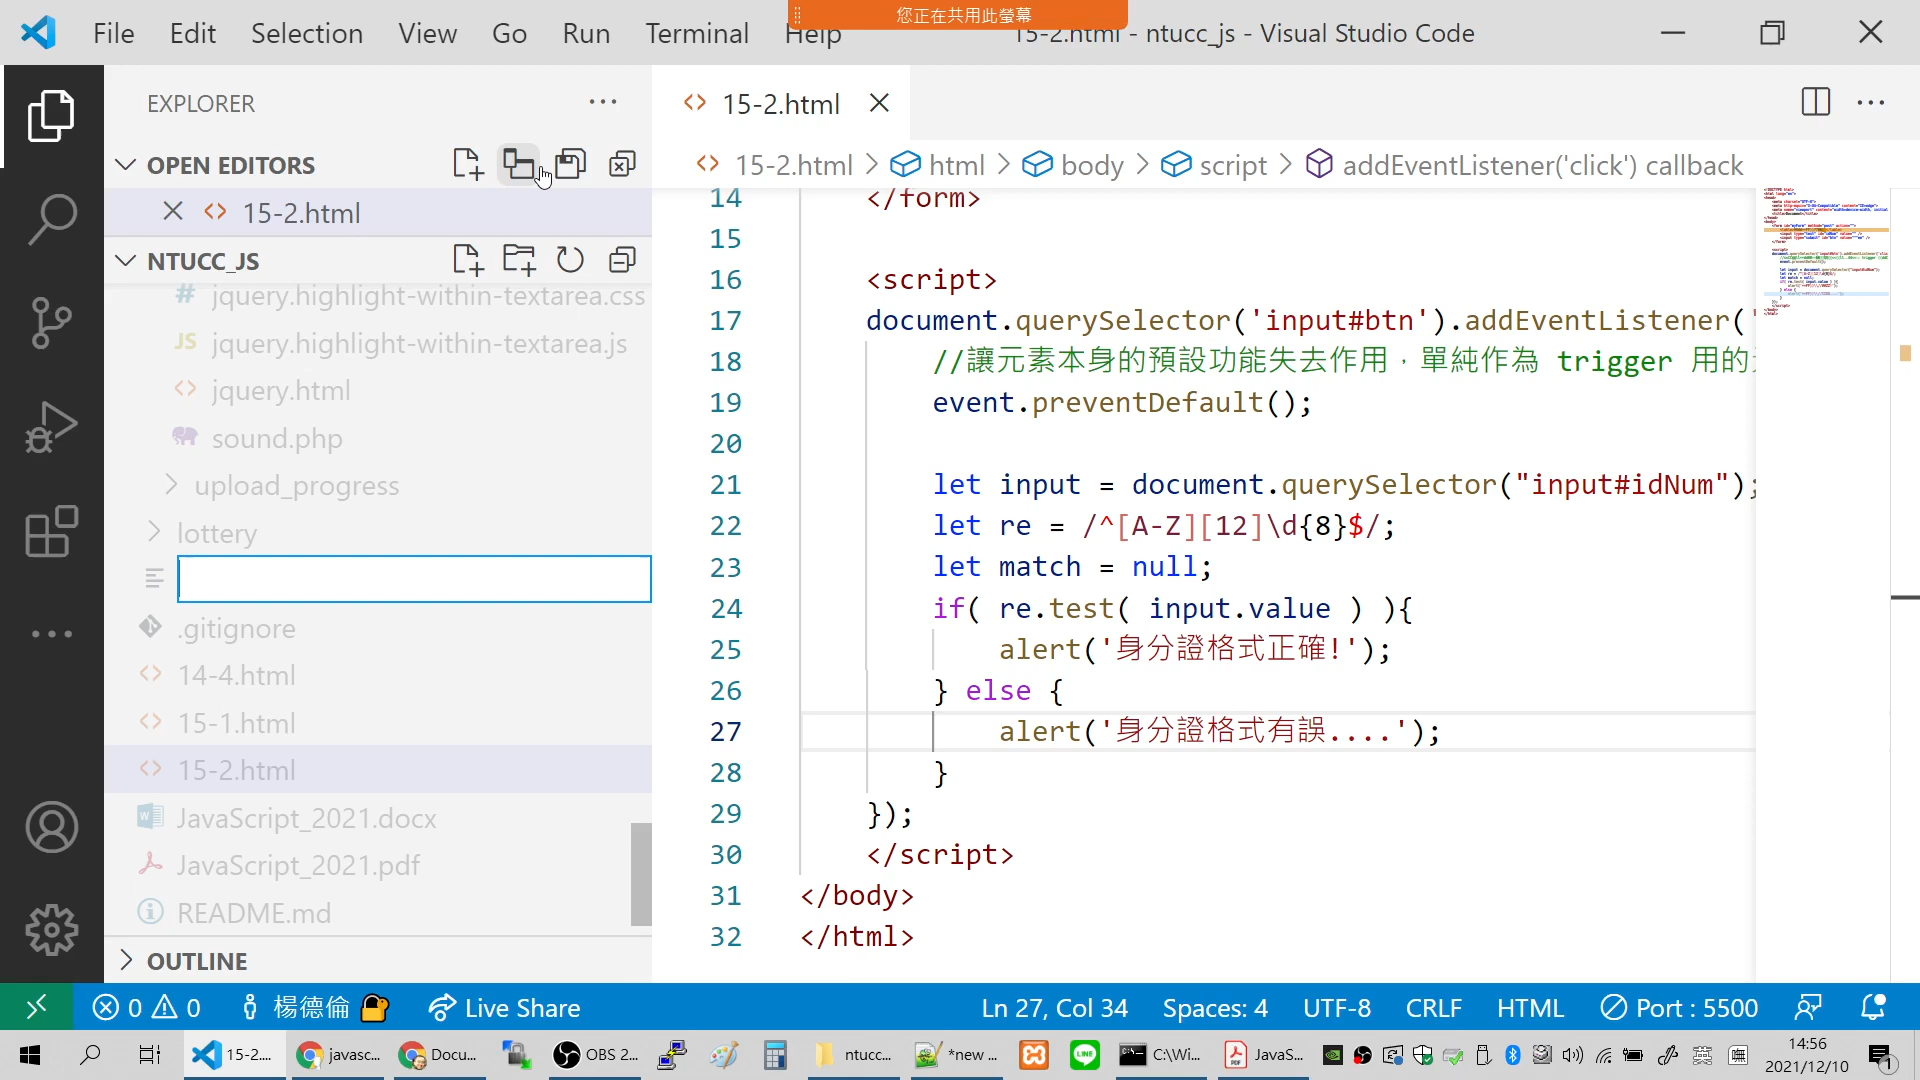 File Edit Selection View Go Run Terminal Help
您正在共用此螢幕
15-2.html - ntucc_js - Visual Studio Code
EXPLORER
OPEN EDITORS
15-2.html
NTUCC_JS
jquery.highlight-within-textarea.css
jquery.highlight-within-textarea.js
jquery.html
sound.php
upload_progress
lottery
.gitignore
14-4.html
15-1.html
15-2.html
JavaScript_2021.docx
JavaScript_2021.pdf
README.md
OUTLINE
15-2.html
15-2.html > html > body > script > addEventListener('click') callback
14 </form>
15
16 <script>
17 document.querySelector('input#btn').addEventListener('
18 //讓元素本身的預設功能失去作用，單純作為 trigger 用的
19 event.preventDefault();
20
21 let input = document.querySelector("input#idNum");
22 let re = /^[A-Z][12]\d{8}$/;
23 let match = null;
24 if( re.test( input.value ) ){
25 alert('身分證格式正確!');
26 } else {
27 alert('身分證格式有誤....');
28 }
29 });
30 </script>
31 </body>
32 </html>
0 0 楊德倫 Live Share Ln 27, Col 34 Spaces: 4 UTF-8 CRLF HTML Port : 5500
15-2.... javasc... Docu... OBS 2... ntucc... *new ... C:\Wi... JavaS... 英 14:56
2021/12/10 1